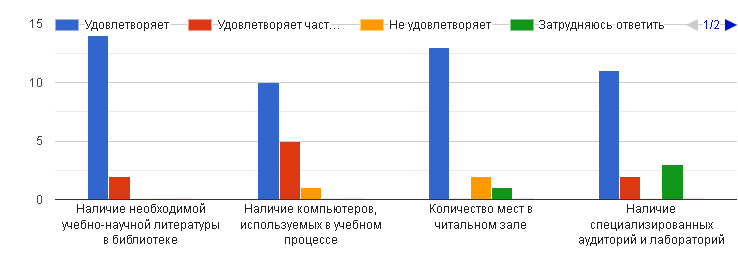 15
Удовлетворяет
Удовлетворяет част...
Не удовлетворяет
Затрудняюсь ответить
1/2
10
5
0
Наличие необходимой
учебно-научной литературы
в библиотеке
Наличие компьютеров,
используемых в учебном
процессе
Количество мест в
читальном зале
Наличие
специализированных
аудиторий и лабораторий